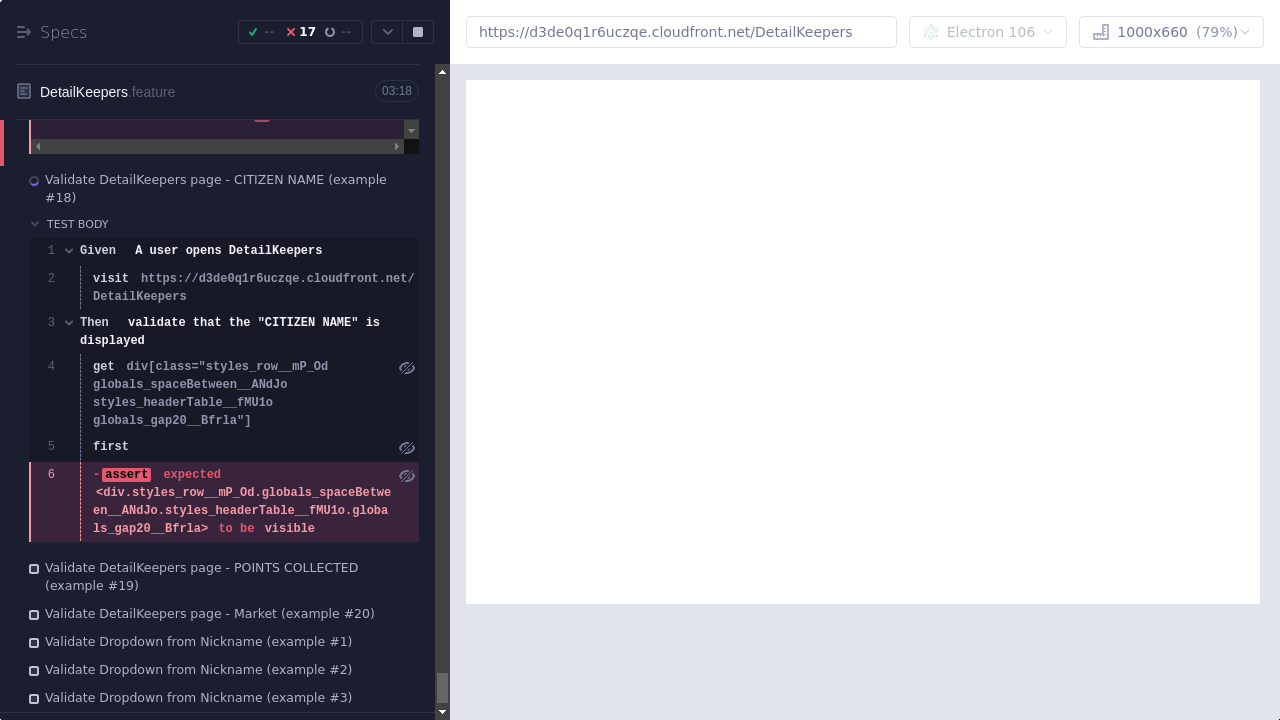 Specs
-- 17 --
https://d3de0q1r6uczqe.cloudfront.net/DetailKeepers
Electron 106
1000x660 (79%)
DetailKeepers.feature
03:18
Validate DetailKeepers page - CITIZEN NAME (example
#18)
TEST BODY
1 Given A user opens DetailKeepers
2 visit https://d3de0q1r6uczqe.cloudfront.net/
DetailKeepers
3 Then validate that the "CITIZEN NAME" is
displayed
4 get div[class="styles_row__mP_Od
globals_spaceBetween__ANdJo
styles_headerTable__fMU1o
globals_gap20__Bfrla"]
5 first
6 -assert expected
<div.styles_row__mP_Od.globals_spaceBetwe
en__ANdJo.styles_headerTable__fMU1o.globa
ls_gap20__Bfrla> to be visible
Validate DetailKeepers page - POINTS COLLECTED
(example #19)
Validate DetailKeepers page - Market (example #20)
Validate Dropdown from Nickname (example #1)
Validate Dropdown from Nickname (example #2)
Validate Dropdown from Nickname (example #3)